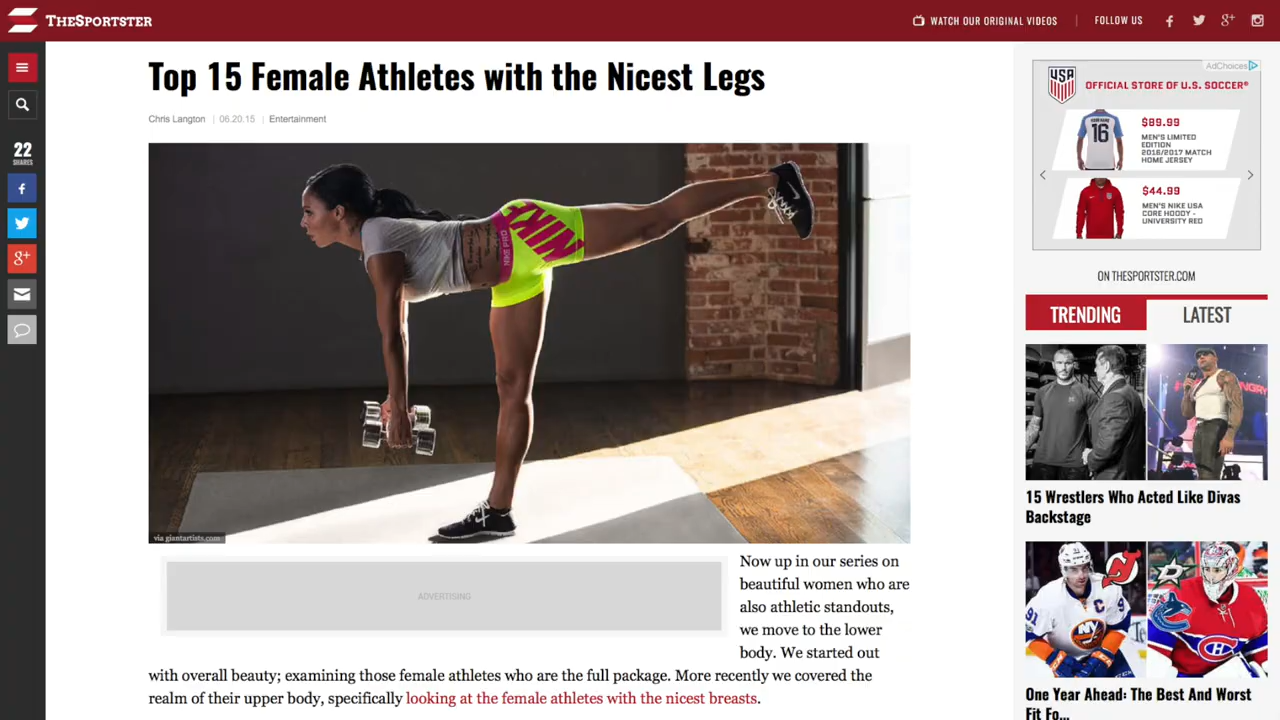 THESPORTSTER
WATCH OUR ORIGINAL VIDEOS | FOLLOW US
22
SHARES
Top 15 Female Athletes with the Nicest Legs
Chris Langton | 06.20.15 | Entertainment
NIKE
NIKE PRO
via giantartists.com
ADVERTISING
Now up in our series on
beautiful women who are
also athletic standouts,
we move to the lower
body. We started out
with overall beauty; examining those female athletes who are the full package. More recently we covered the
realm of their upper body, specifically looking at the female athletes with the nicest breasts.
AdChoices
USA
OFFICIAL STORE OF U.S. SOCCER®
16
$89.99
MEN'S LIMITED
EDITION
2016/2017 MATCH
HOME JERSEY
$44.99
MEN'S NIKE USA
CORE HOODY -
UNIVERSITY RED
ON THESPORTSTER.COM
TRENDING LATEST
15 Wrestlers Who Acted Like Divas
Backstage
One Year Ahead: The Best And Worst
Fit Fo...